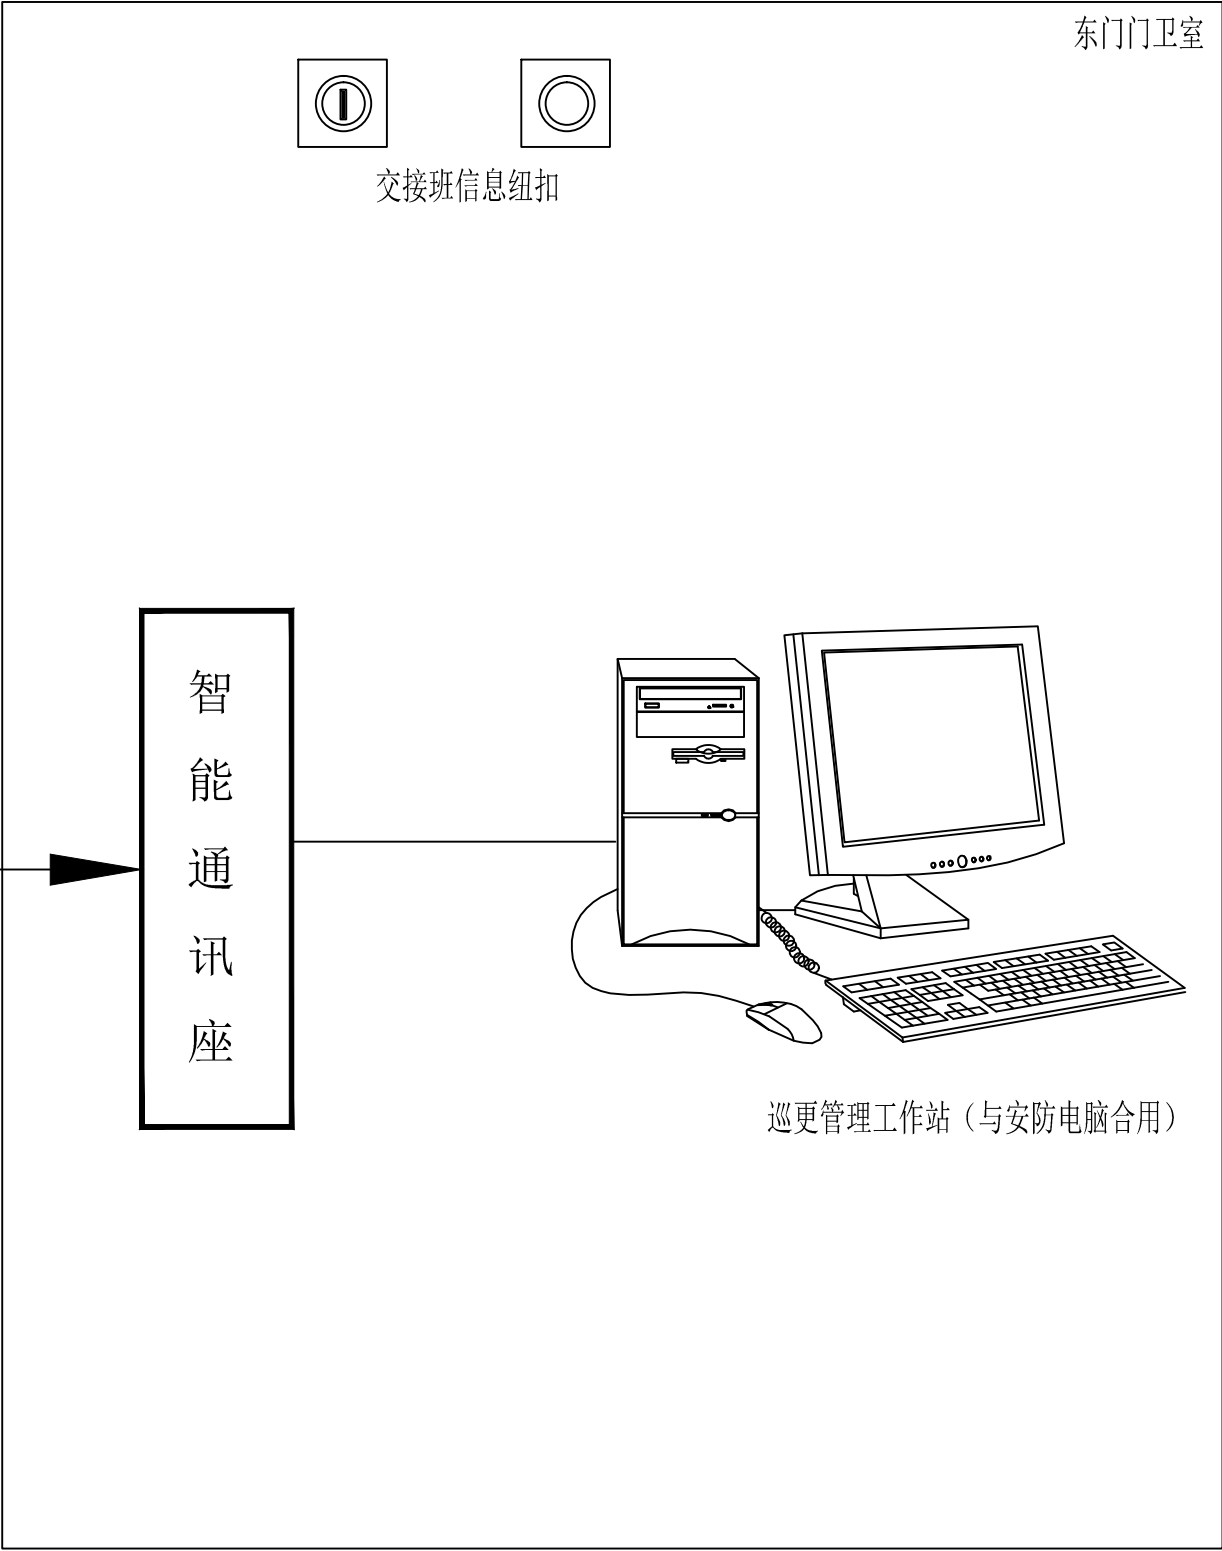 东门门卫室
交接班信息纽扣
智能通讯座
巡更管理工作站（与安防电脑合用）